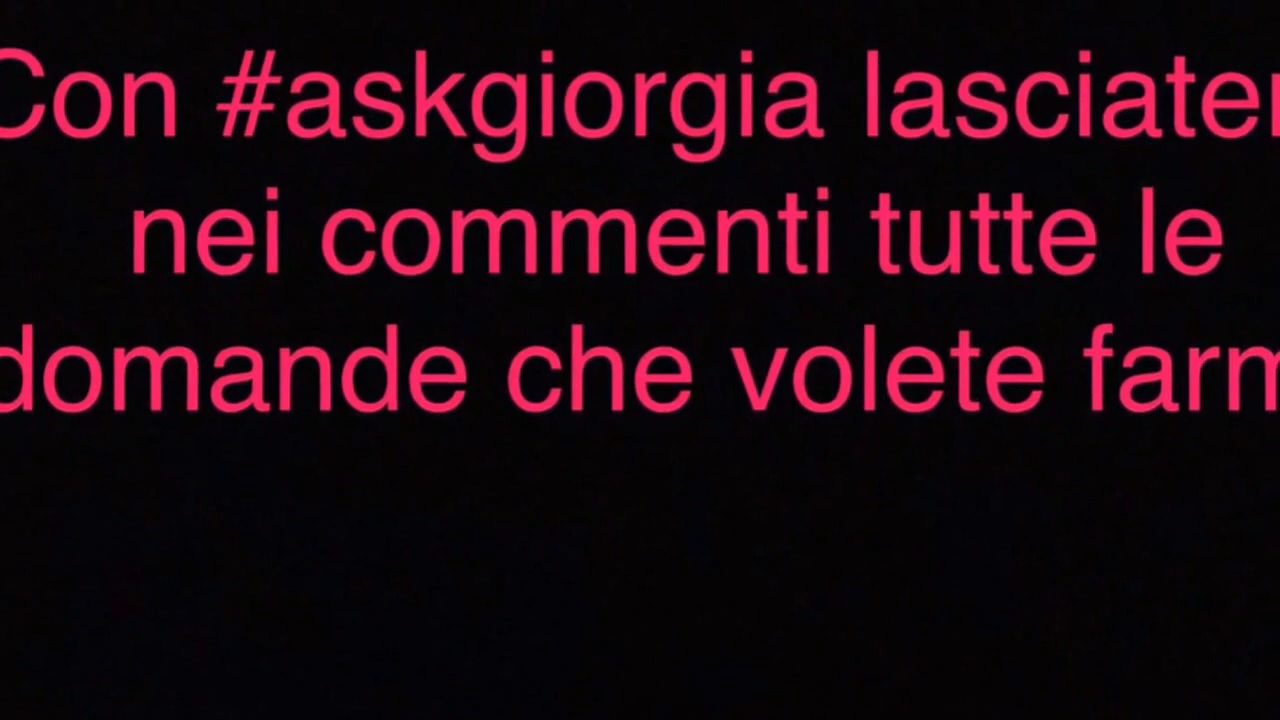 Con #askgiorgia lasciate
nei commenti tutte le
domande che volete farm